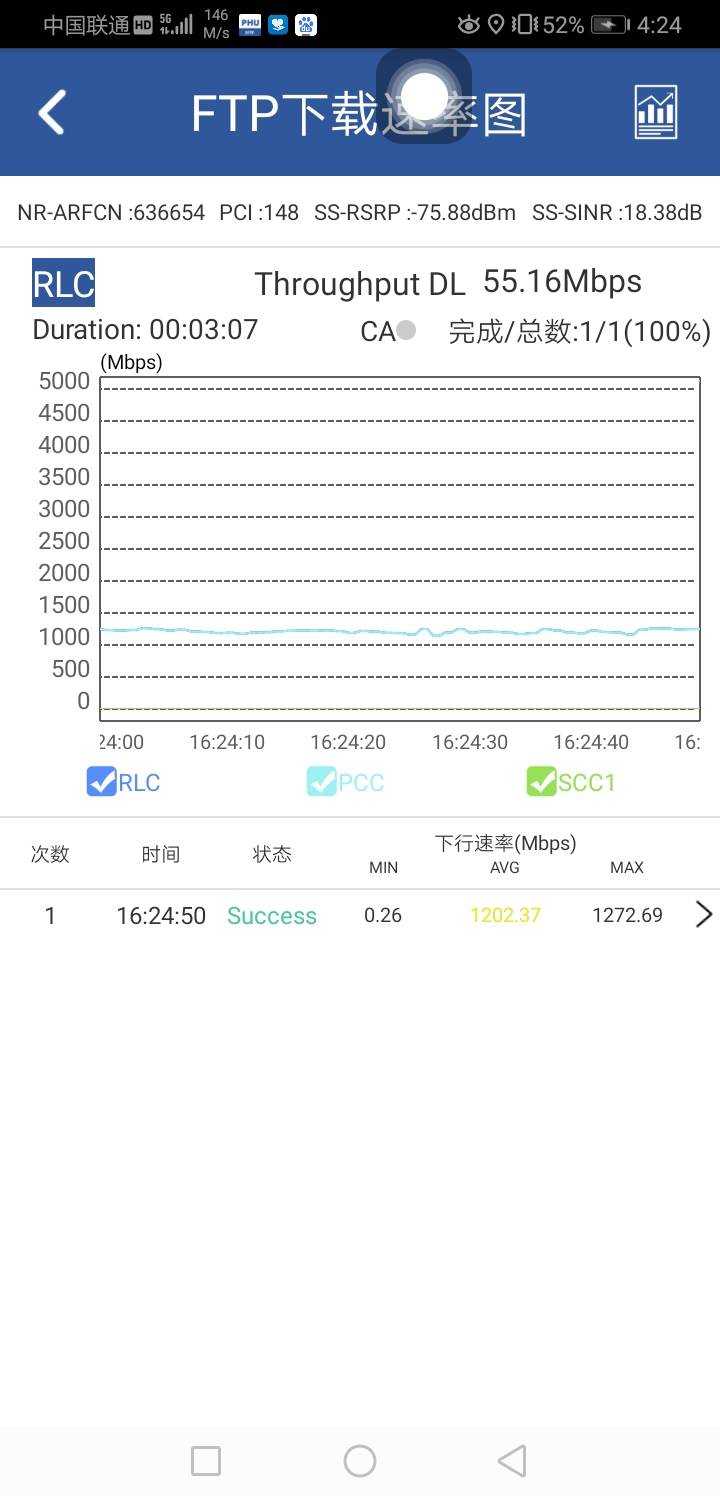 中国联通 HD 5G 146 M/s PHU 52% 4:24
FTP下载速率图
NR-ARFCN :636654 PCI :148 SS-RSRP :-75.88dBm SS-SINR :18.38dB
RLC Throughput DL 55.16Mbps
Duration: 00:03:07 CA 完成/总数:1/1(100%)
(Mbps)
5000
4500
4000
3500
3000
2500
2000
1500
1000
500
0
24:00 16:24:10 16:24:20 16:24:30 16:24:40 16:
RLC PCC SCC1
次数 时间 状态 下行速率(Mbps)
MIN AVG MAX
1 16:24:50 Success 0.26 1202.37 1272.69